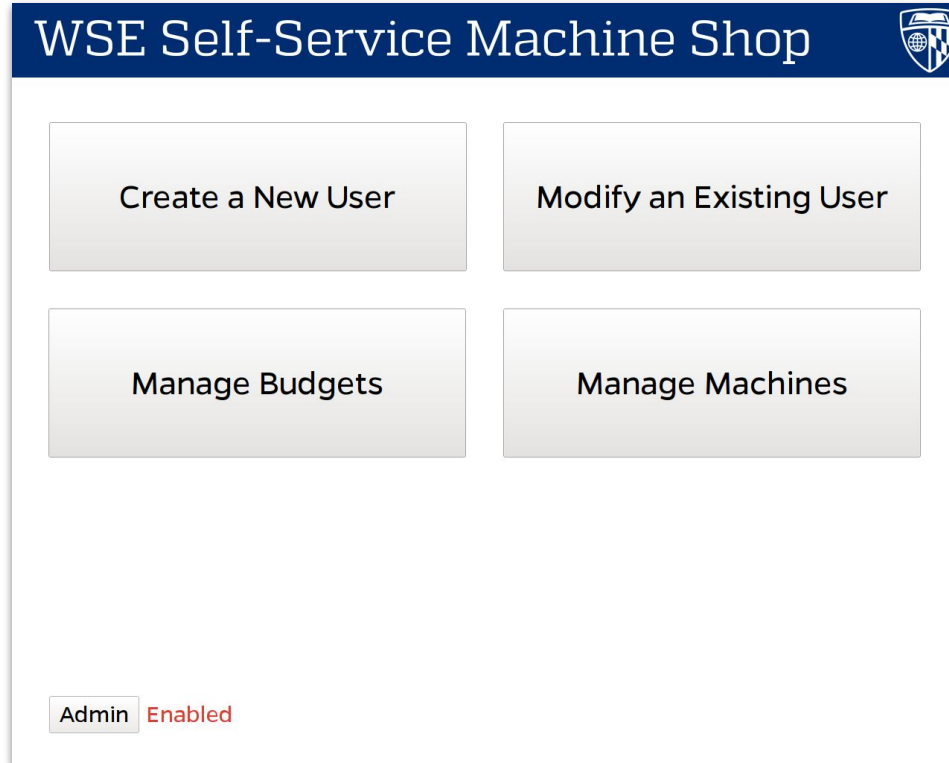 WSE Self-Service Machine Shop
Create a New User
Modify an Existing User
Manage Budgets
Manage Machines
Admin Enabled